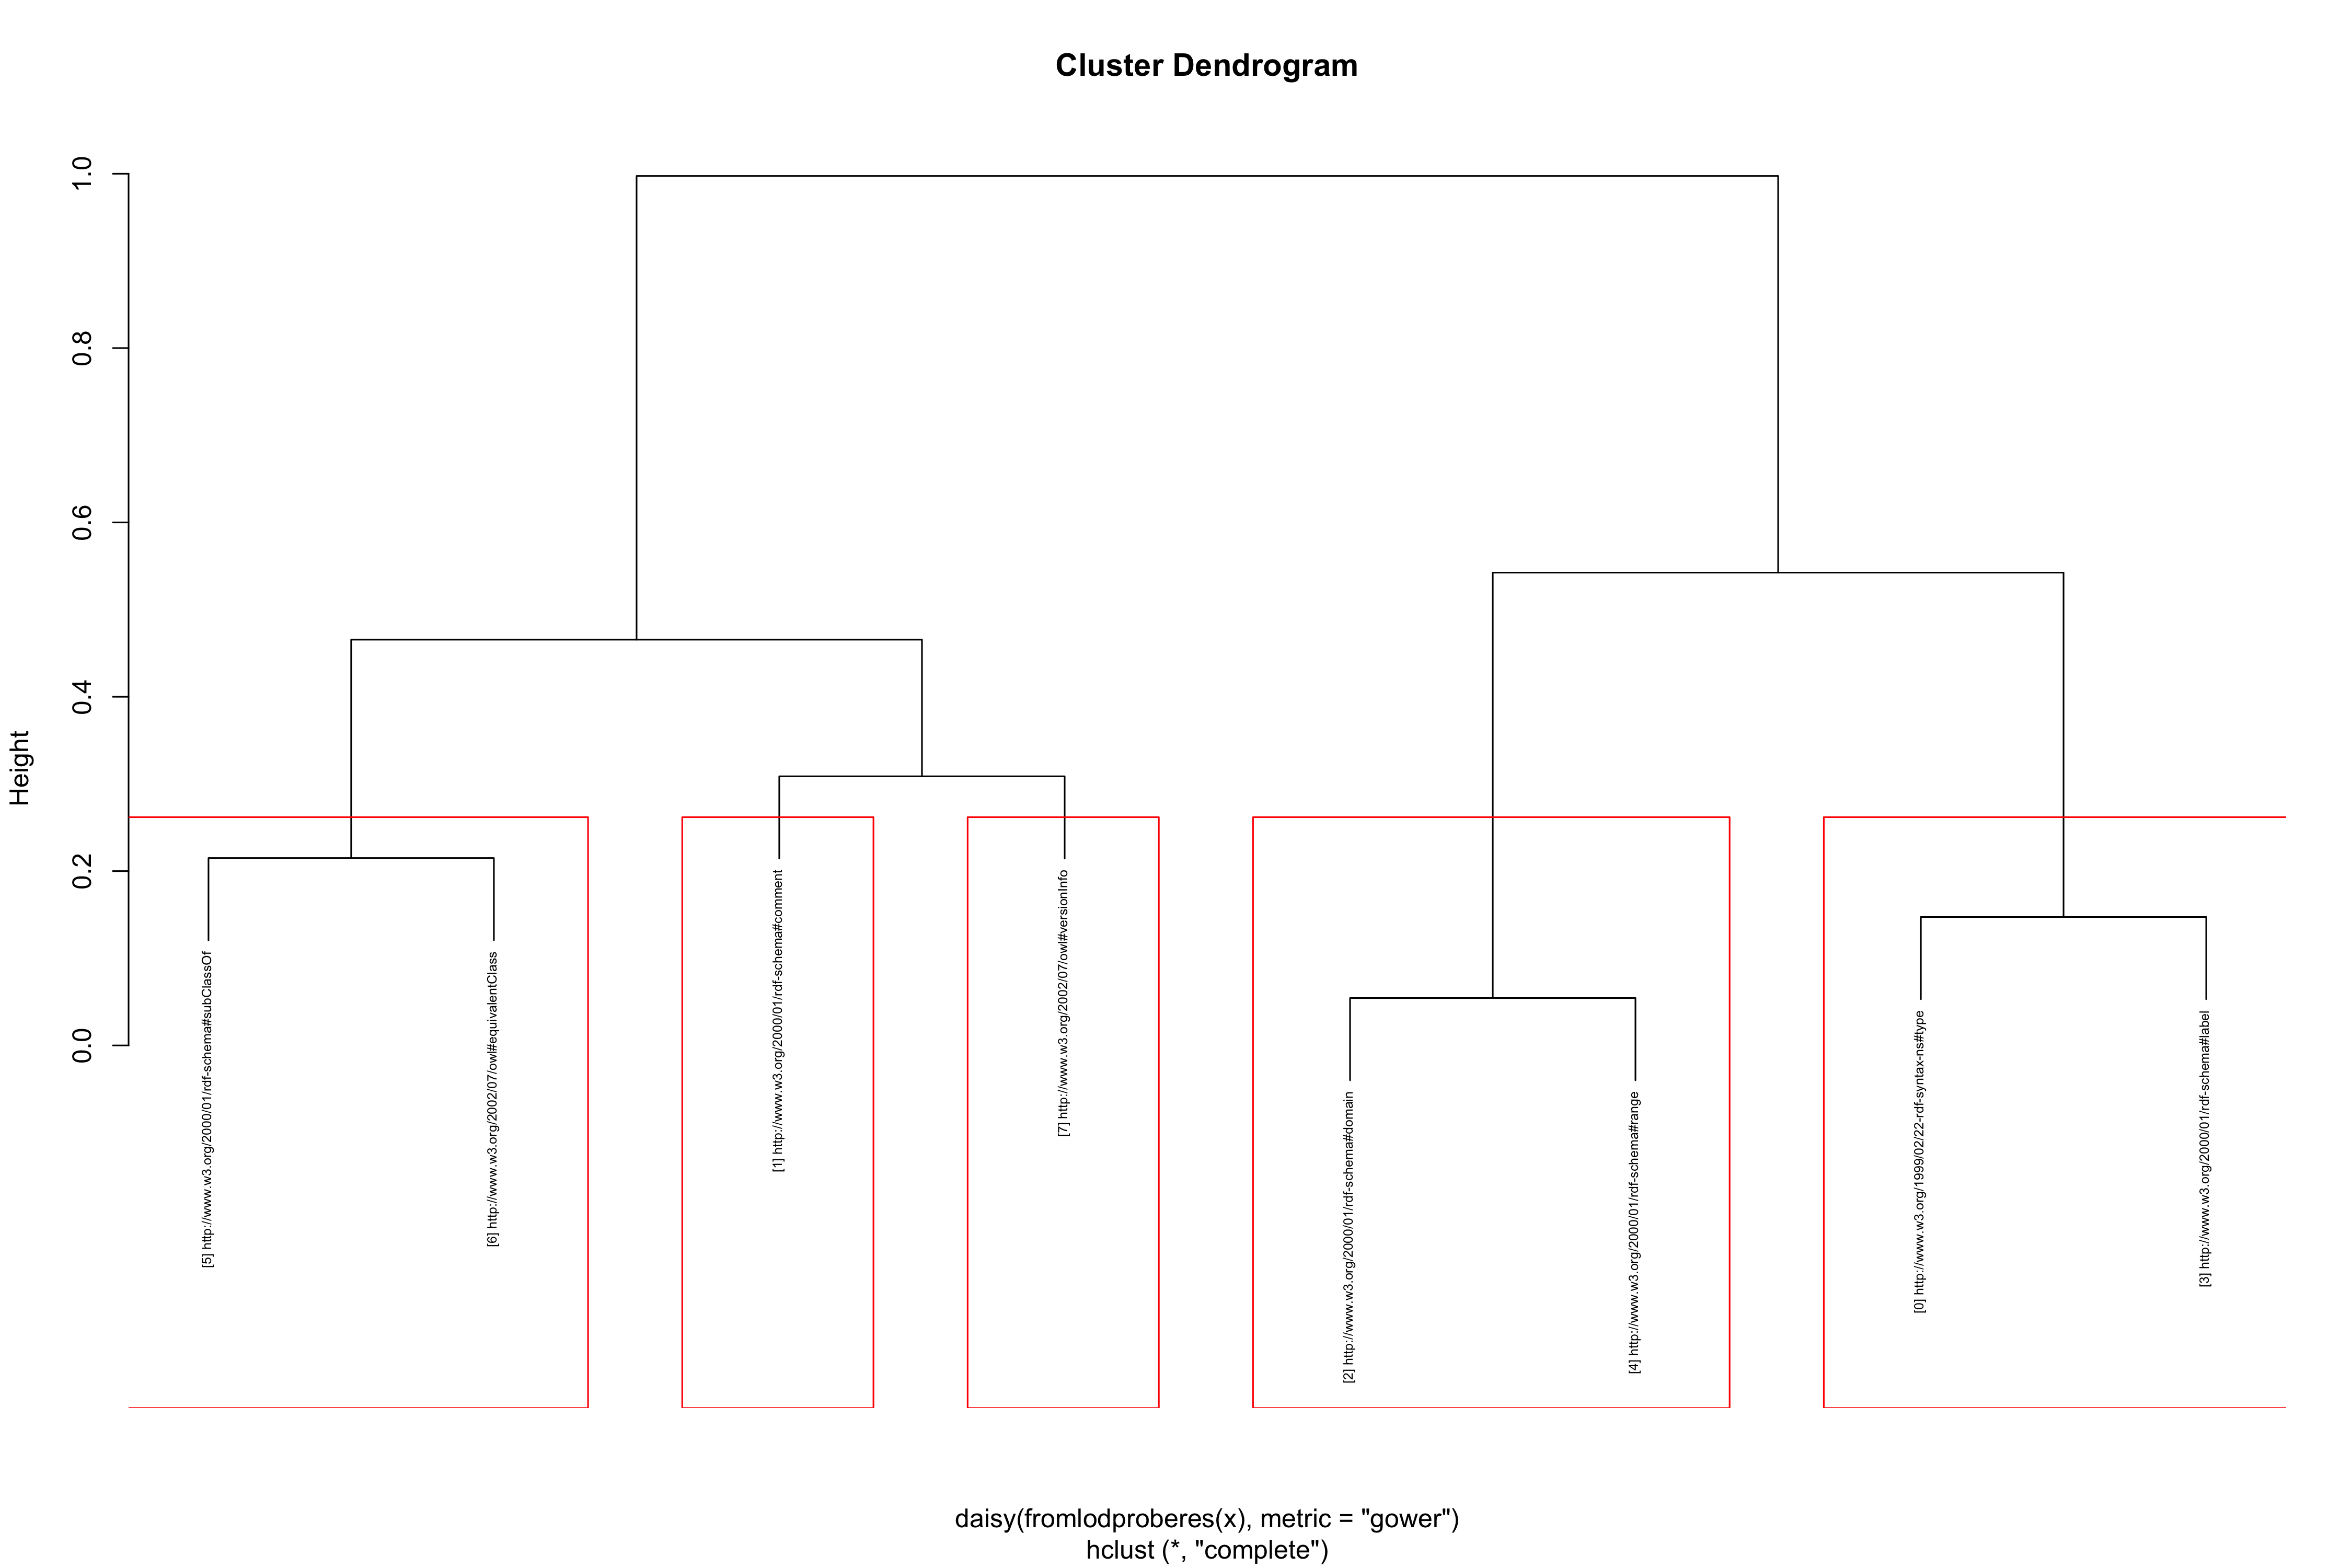 Cluster Dendrogram
Height
1.0
0.8
0.6
0.4
0.2
0.0
[5] http://www.w3.org/2000/01/rdf-schema#subClassOf
[6] http://www.w3.org/2002/07/owl#equivalentClass
[1] http://www.w3.org/2000/01/rdf-schema#comment
[7] http://www.w3.org/2002/07/owl#versionInfo
[2] http://www.w3.org/2000/01/rdf-schema#domain
[4] http://www.w3.org/2000/01/rdf-schema#range
[0] http://www.w3.org/1999/02/22-rdf-syntax-ns#type
[3] http://www.w3.org/2000/01/rdf-schema#label
daisy(fromlodproberes(x), metric = "gower")
hclust (*, "complete")